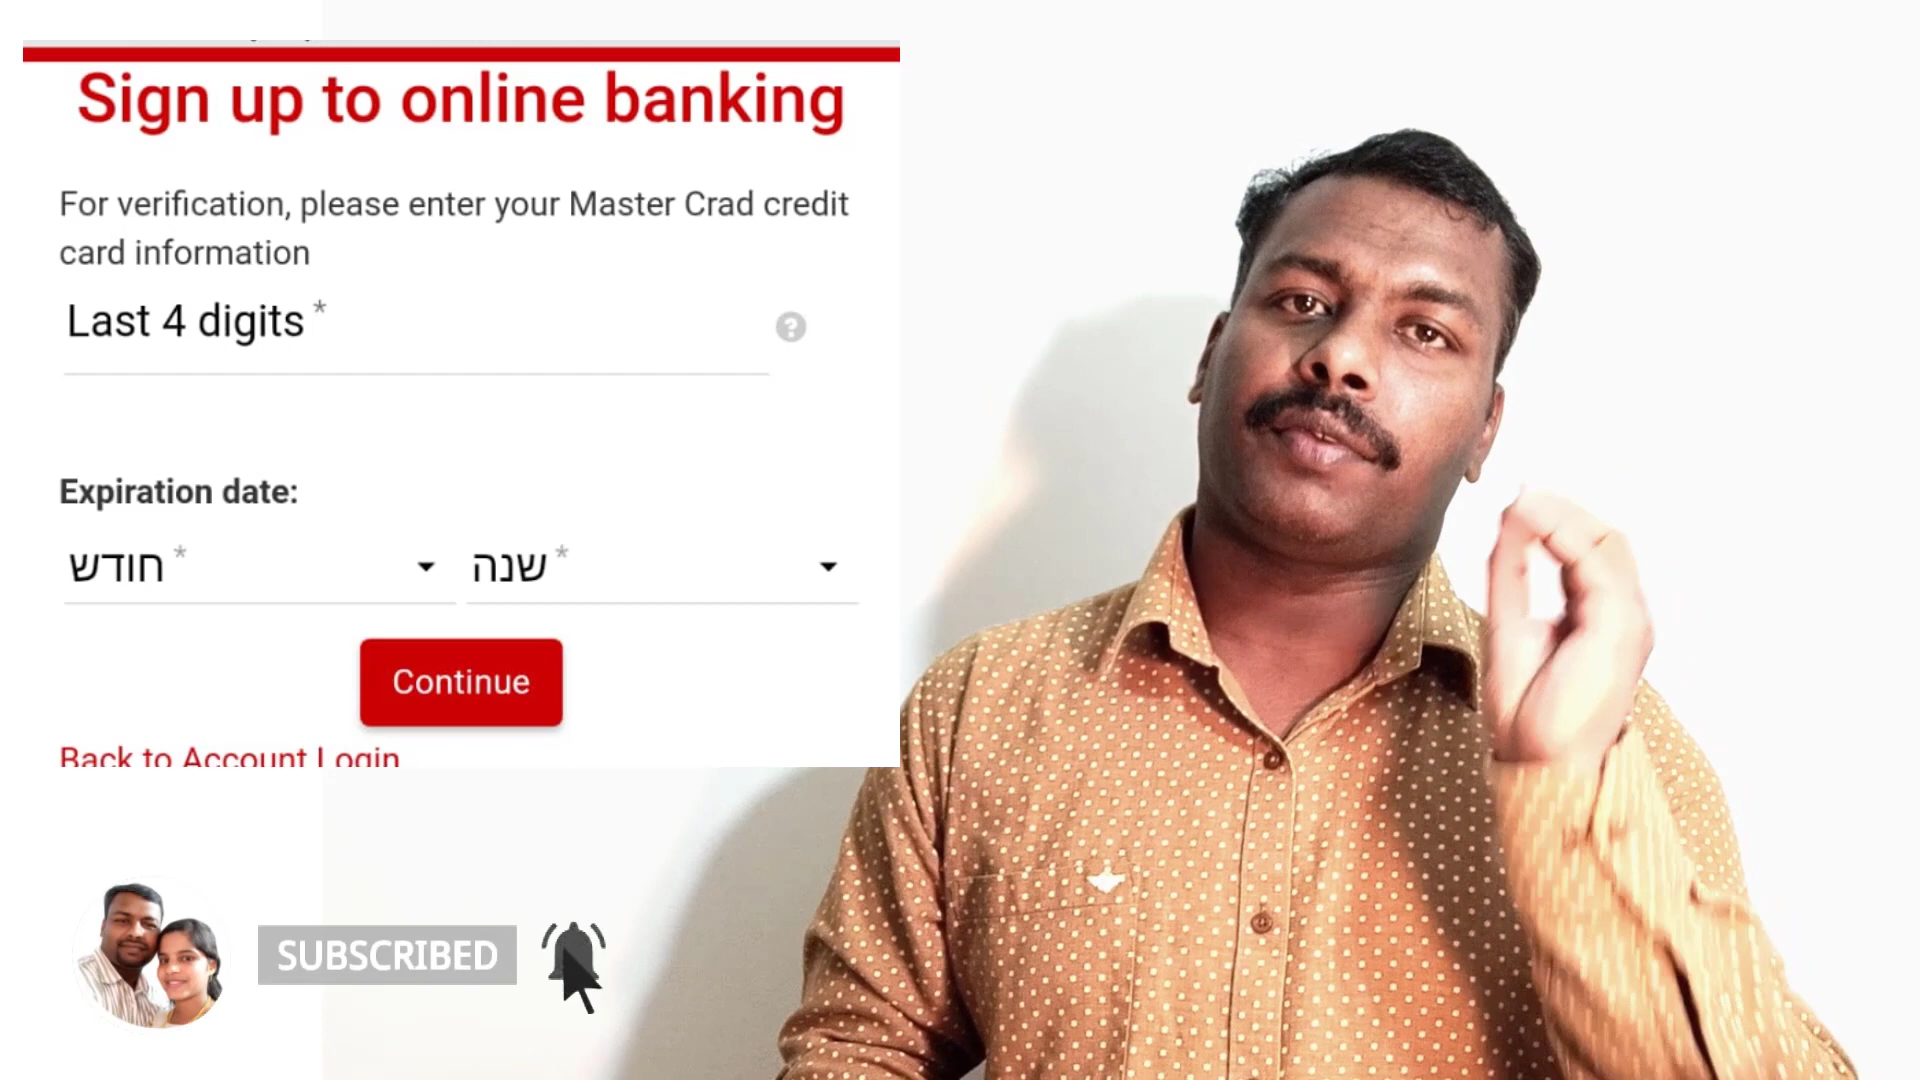 Sign up to online banking
For verification, please enter your Master Crad credit
card information
Last 4 digits *
Expiration date:
חודש *
שנה *
Continue
Back to Account Login
SUBSCRIBED